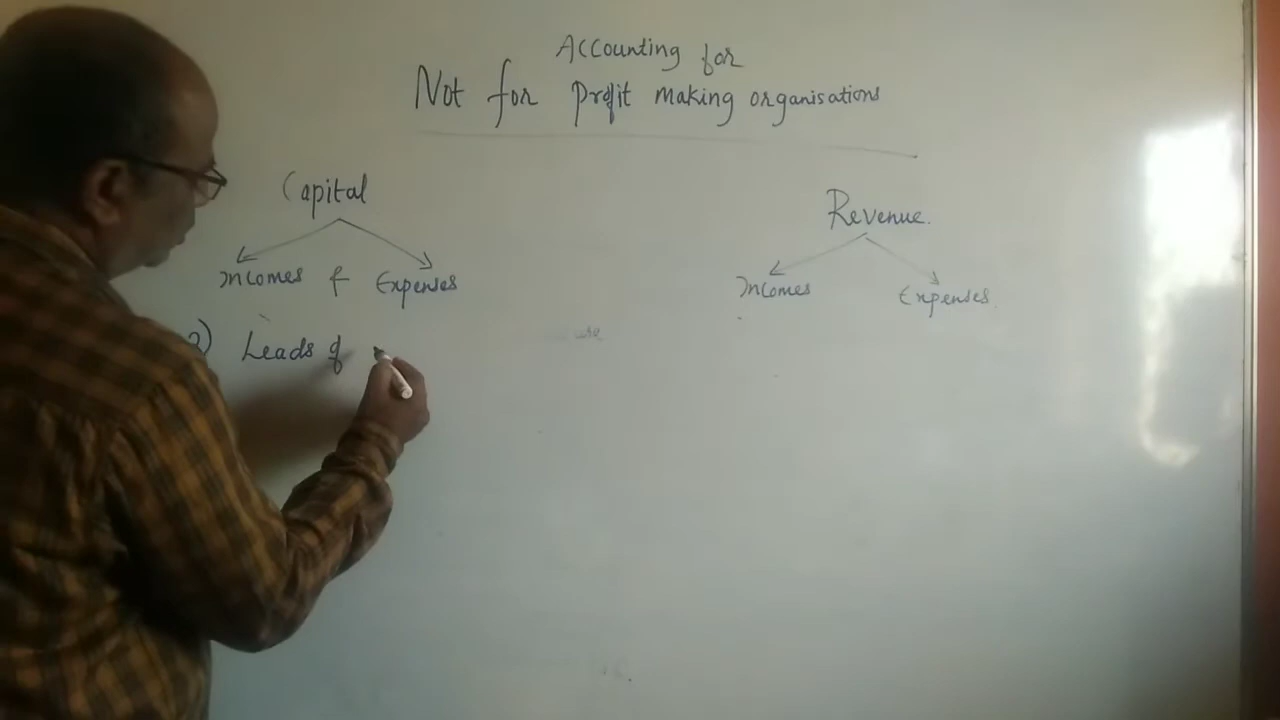 Accounting for
Not for Profit making organisations
Capital
Revenue.
Incomes & Expenses
Incomes Expenses
Leads of